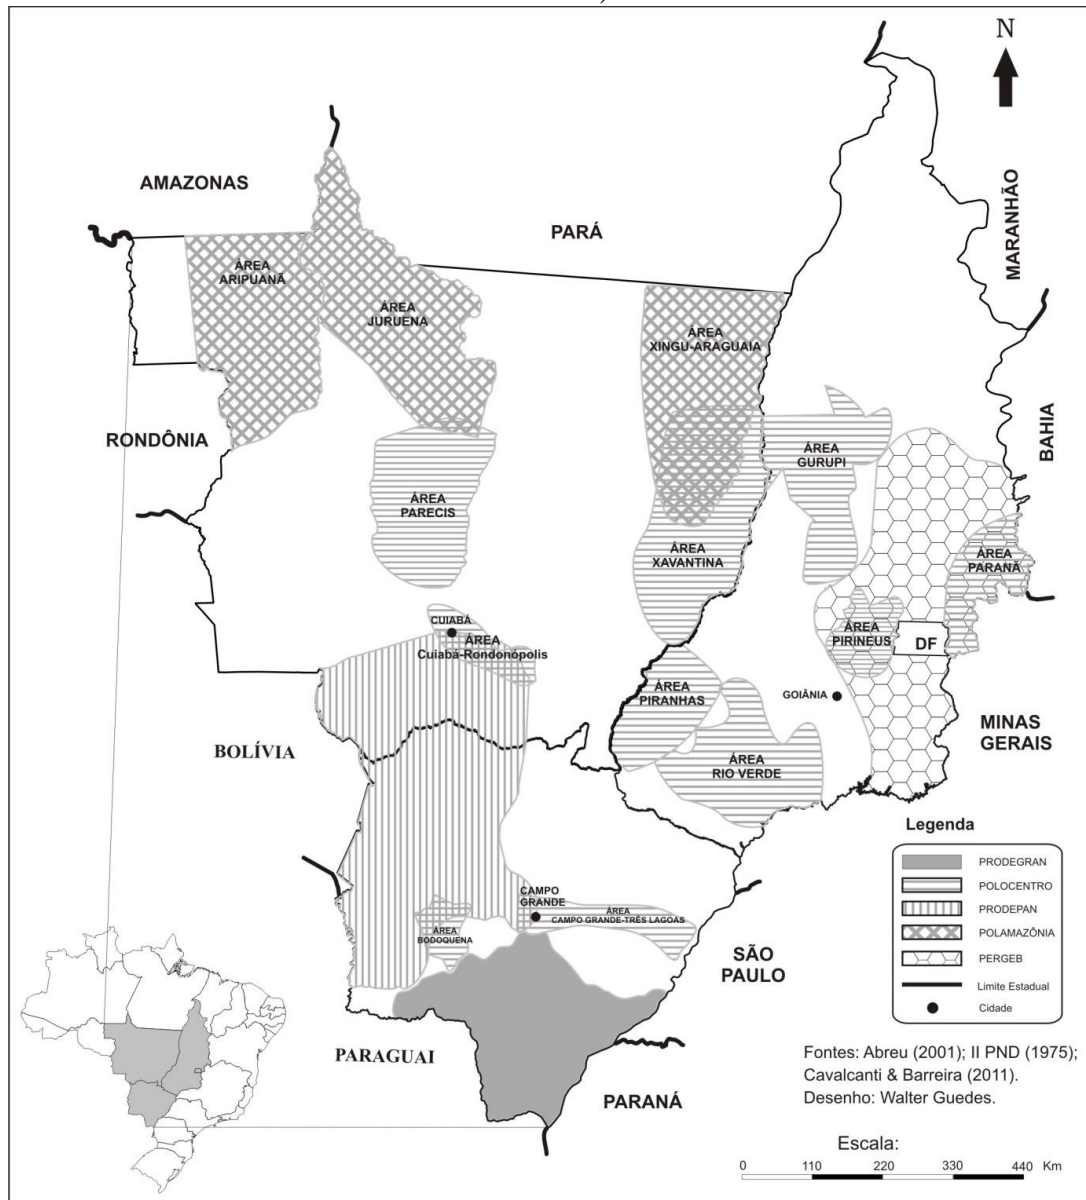 N
AMAZONAS
PARÁ
MARANHÃO
ÁREA
ARIPUANÃ
ÁREA
JURUENA
ÁREA
XINGU-ARAGUAIA
RONDÔNIA
BAHIA
ÁREA
GURUPI
ÁREA
PARECIS
ÁREA
XAVANTINA
ÁREA
PARANÃ
CUIABÁ
ÁREA
Cuiabá-Rondonópolis
ÁREA
PIRINEUS
DF
ÁREA
PIRANHAS
GOIÂNIA
MINAS
GERAIS
BOLÍVIA
ÁREA
RIO VERDE
Legenda
PRODEGRAN
POLOCENTRO
PRODEPAN
POLAMAZÔNIA
PERGEB
Limite Estadual
Cidade
CAMPO
GRANDE
ÁREA
CAMPO GRANDE-TRÊS LAGOAS
ÁREA
BODOQUENA
SÃO
PAULO
PARAGUAI
PARANÁ
Fontes: Abreu (2001); II PND (1975);
Cavalcanti & Barreira (2011).
Desenho: Walter Guedes.
Escala:
0 110 220 330 440 Km